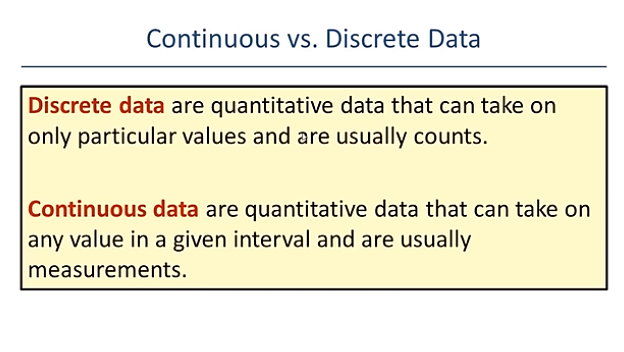 Continuous vs. Discrete Data
Discrete data are quantitative data that can take on
only particular values and are usually counts.
Continuous data are quantitative data that can take on
any value in a given interval and are usually
measurements.